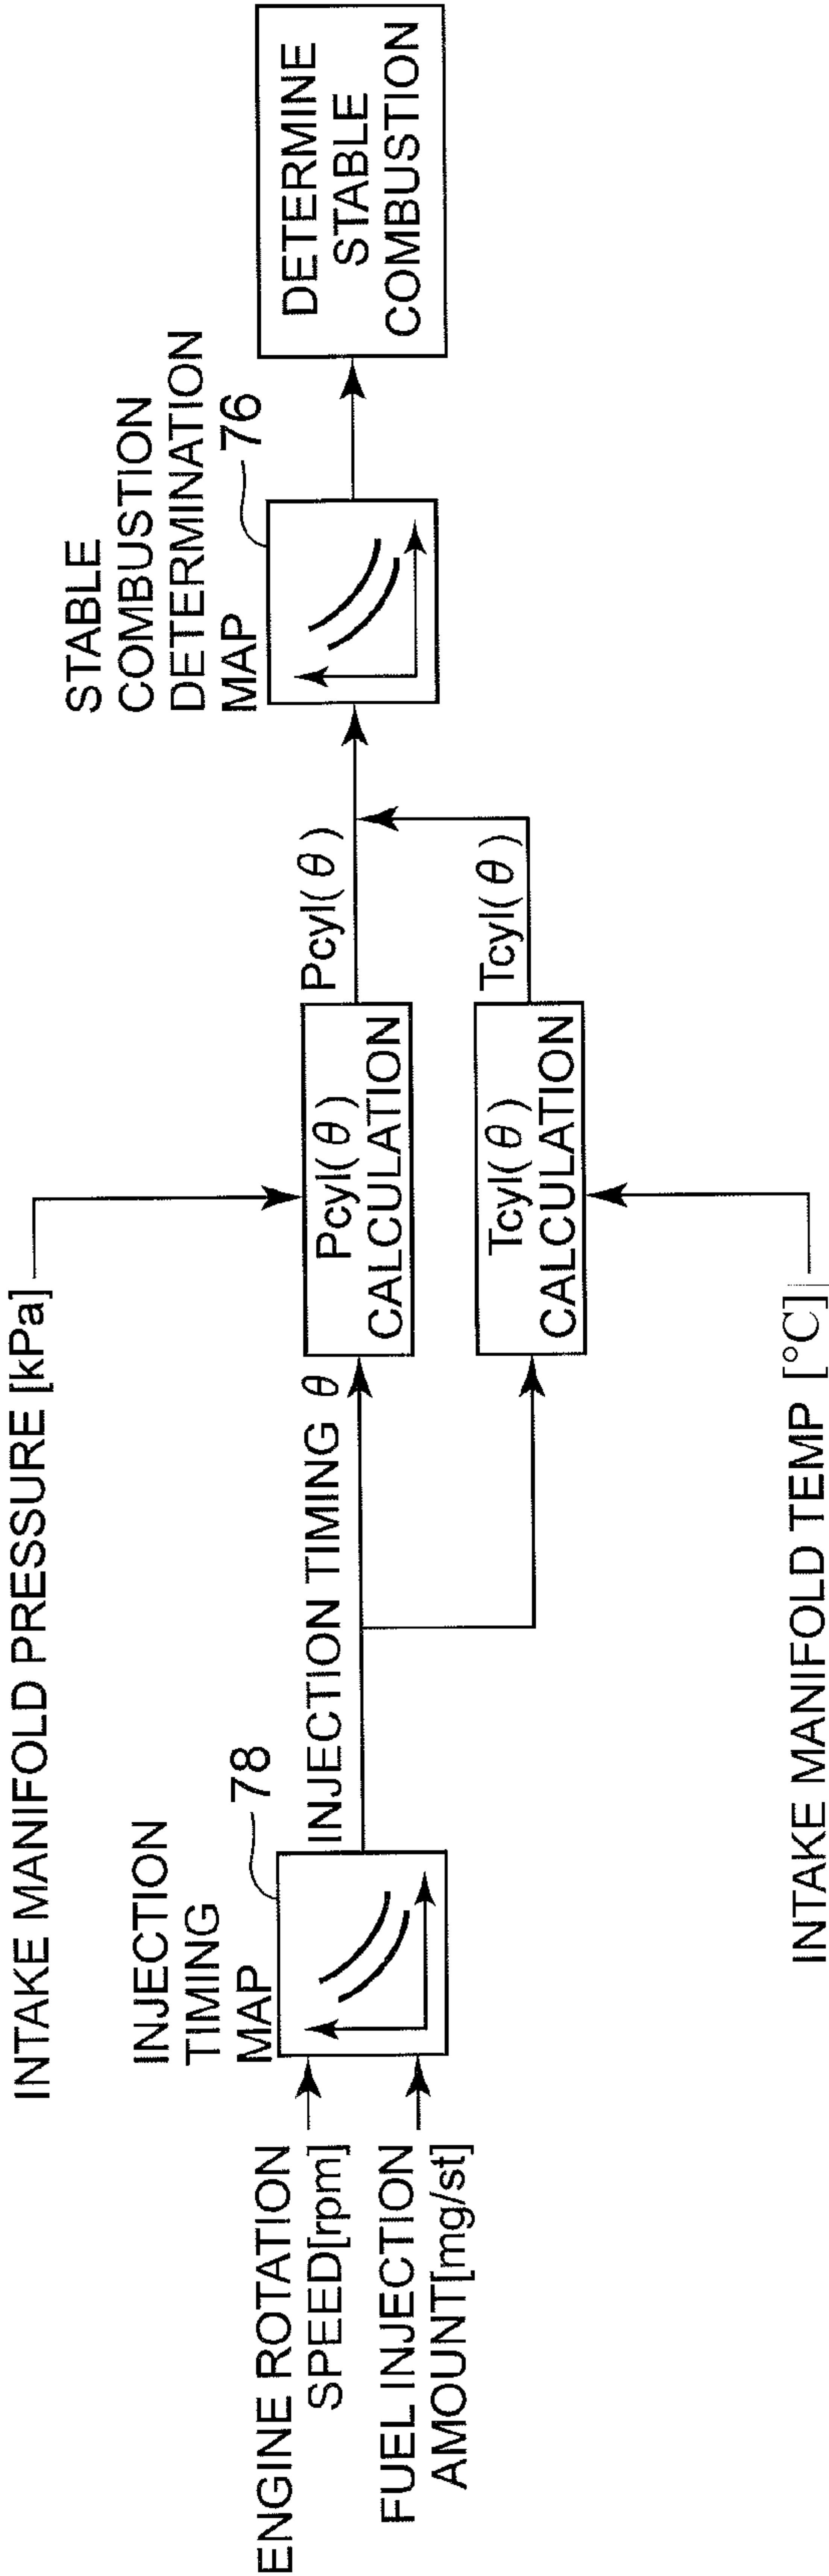 INTAKE MANIFOLD PRESSURE [kPa]
INJECTION
TIMING
MAP
78
ENGINE ROTATION
SPEED[rpm]
FUEL INJECTION
AMOUNT[mg/st]
INJECTION TIMING θ
Pcyl(θ)
CALCULATION
Tcyl(θ)
CALCULATION
INTAKE MANIFOLD TEMP [°C]
Pcyl(θ)
Tcyl(θ)
STABLE
COMBUSTION
DETERMINATION
MAP
76
DETERMINE
STABLE
COMBUSTION